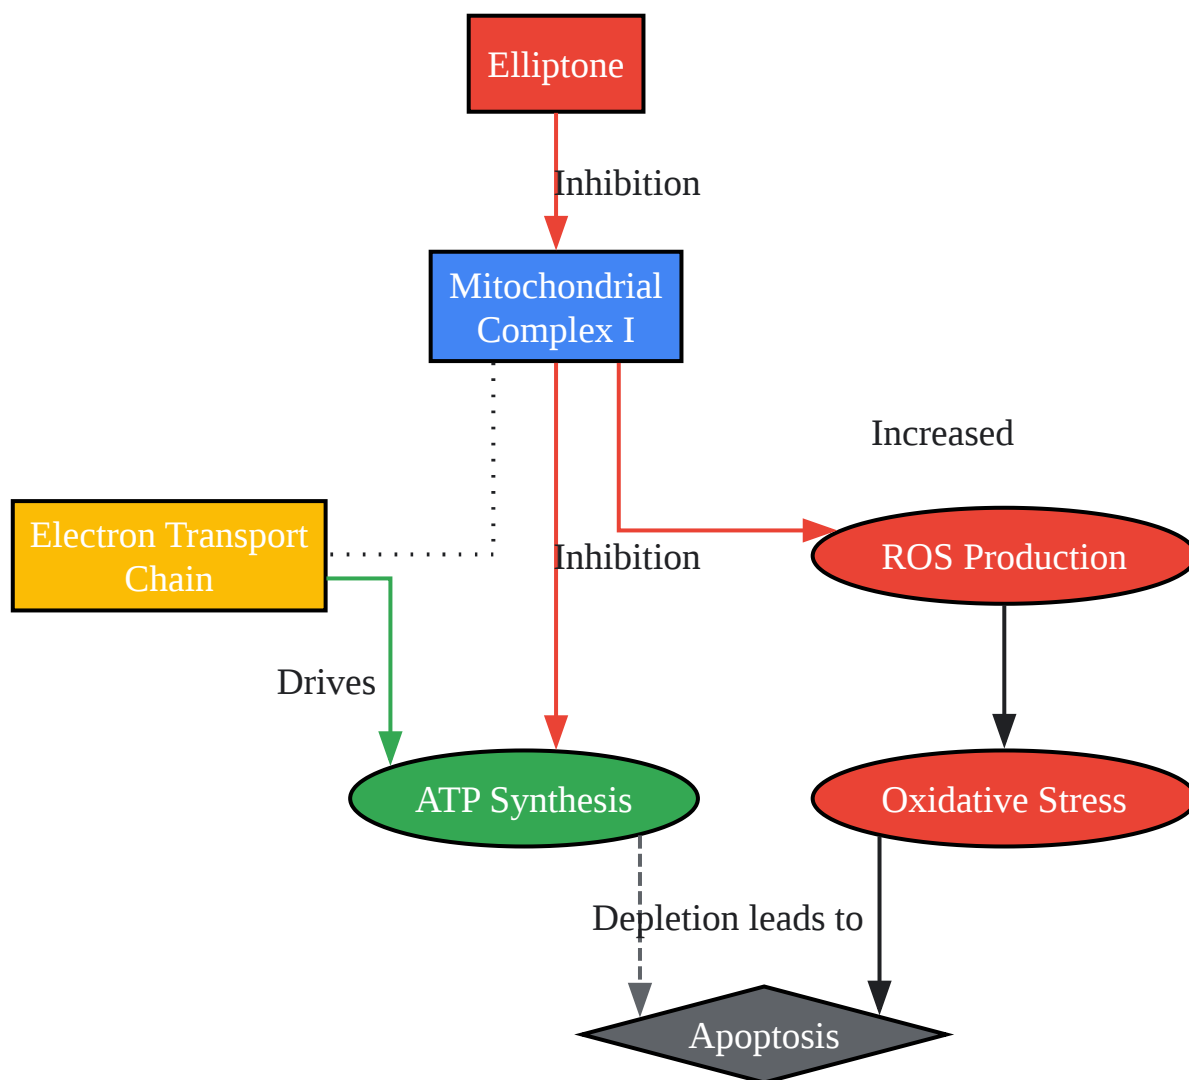 Elliptone
Inhibition
Mitochondrial
Complex I
Increased
Electron Transport
Chain
Inhibition
ROS Production
Drives
ATP Synthesis
Oxidative Stress
Depletion leads to
Apoptosis